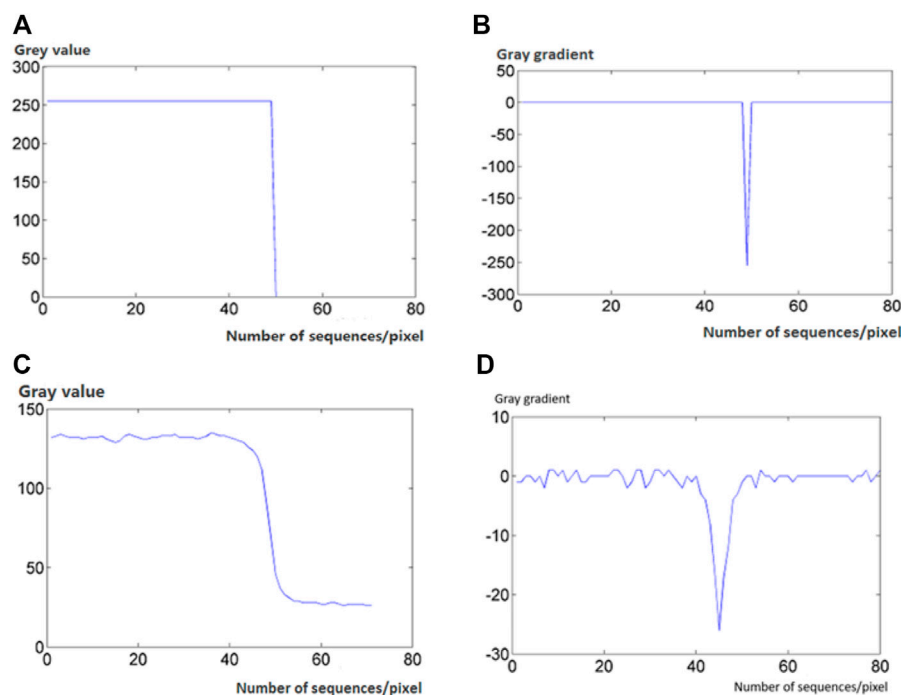 A
Grey value
300
250
200
150
100
50
0
0 20 40 60 80
Number of sequences/pixel
B
Gray gradient
50
0
-50
-100
-150
-200
-250
-300
0 20 40 60 80
Number of sequences/pixel
C
Gray value
150
100
50
0
0 20 40 60 80
Number of sequences/pixel
D
Gray gradient
10
0
-10
-20
-30
0 20 40 60 80
Number of sequences/pixel